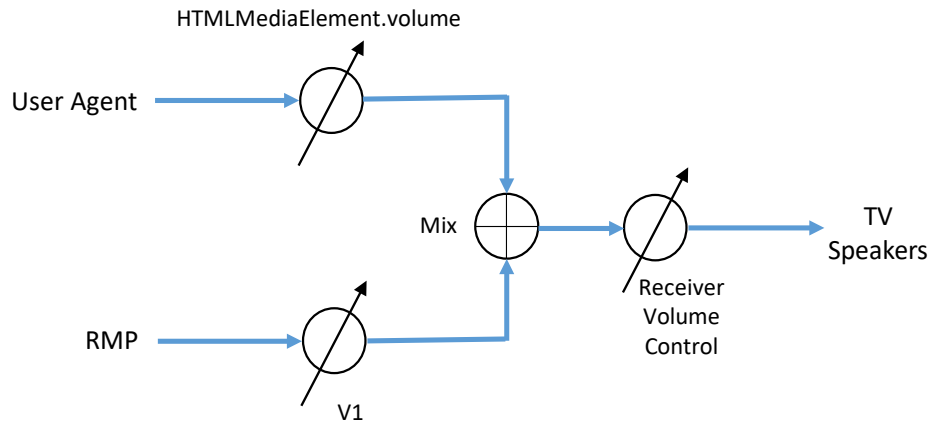 HTMLMediaElement.volume
User Agent
Mix
TV
Speakers
Receiver
Volume
Control
RMP
V1